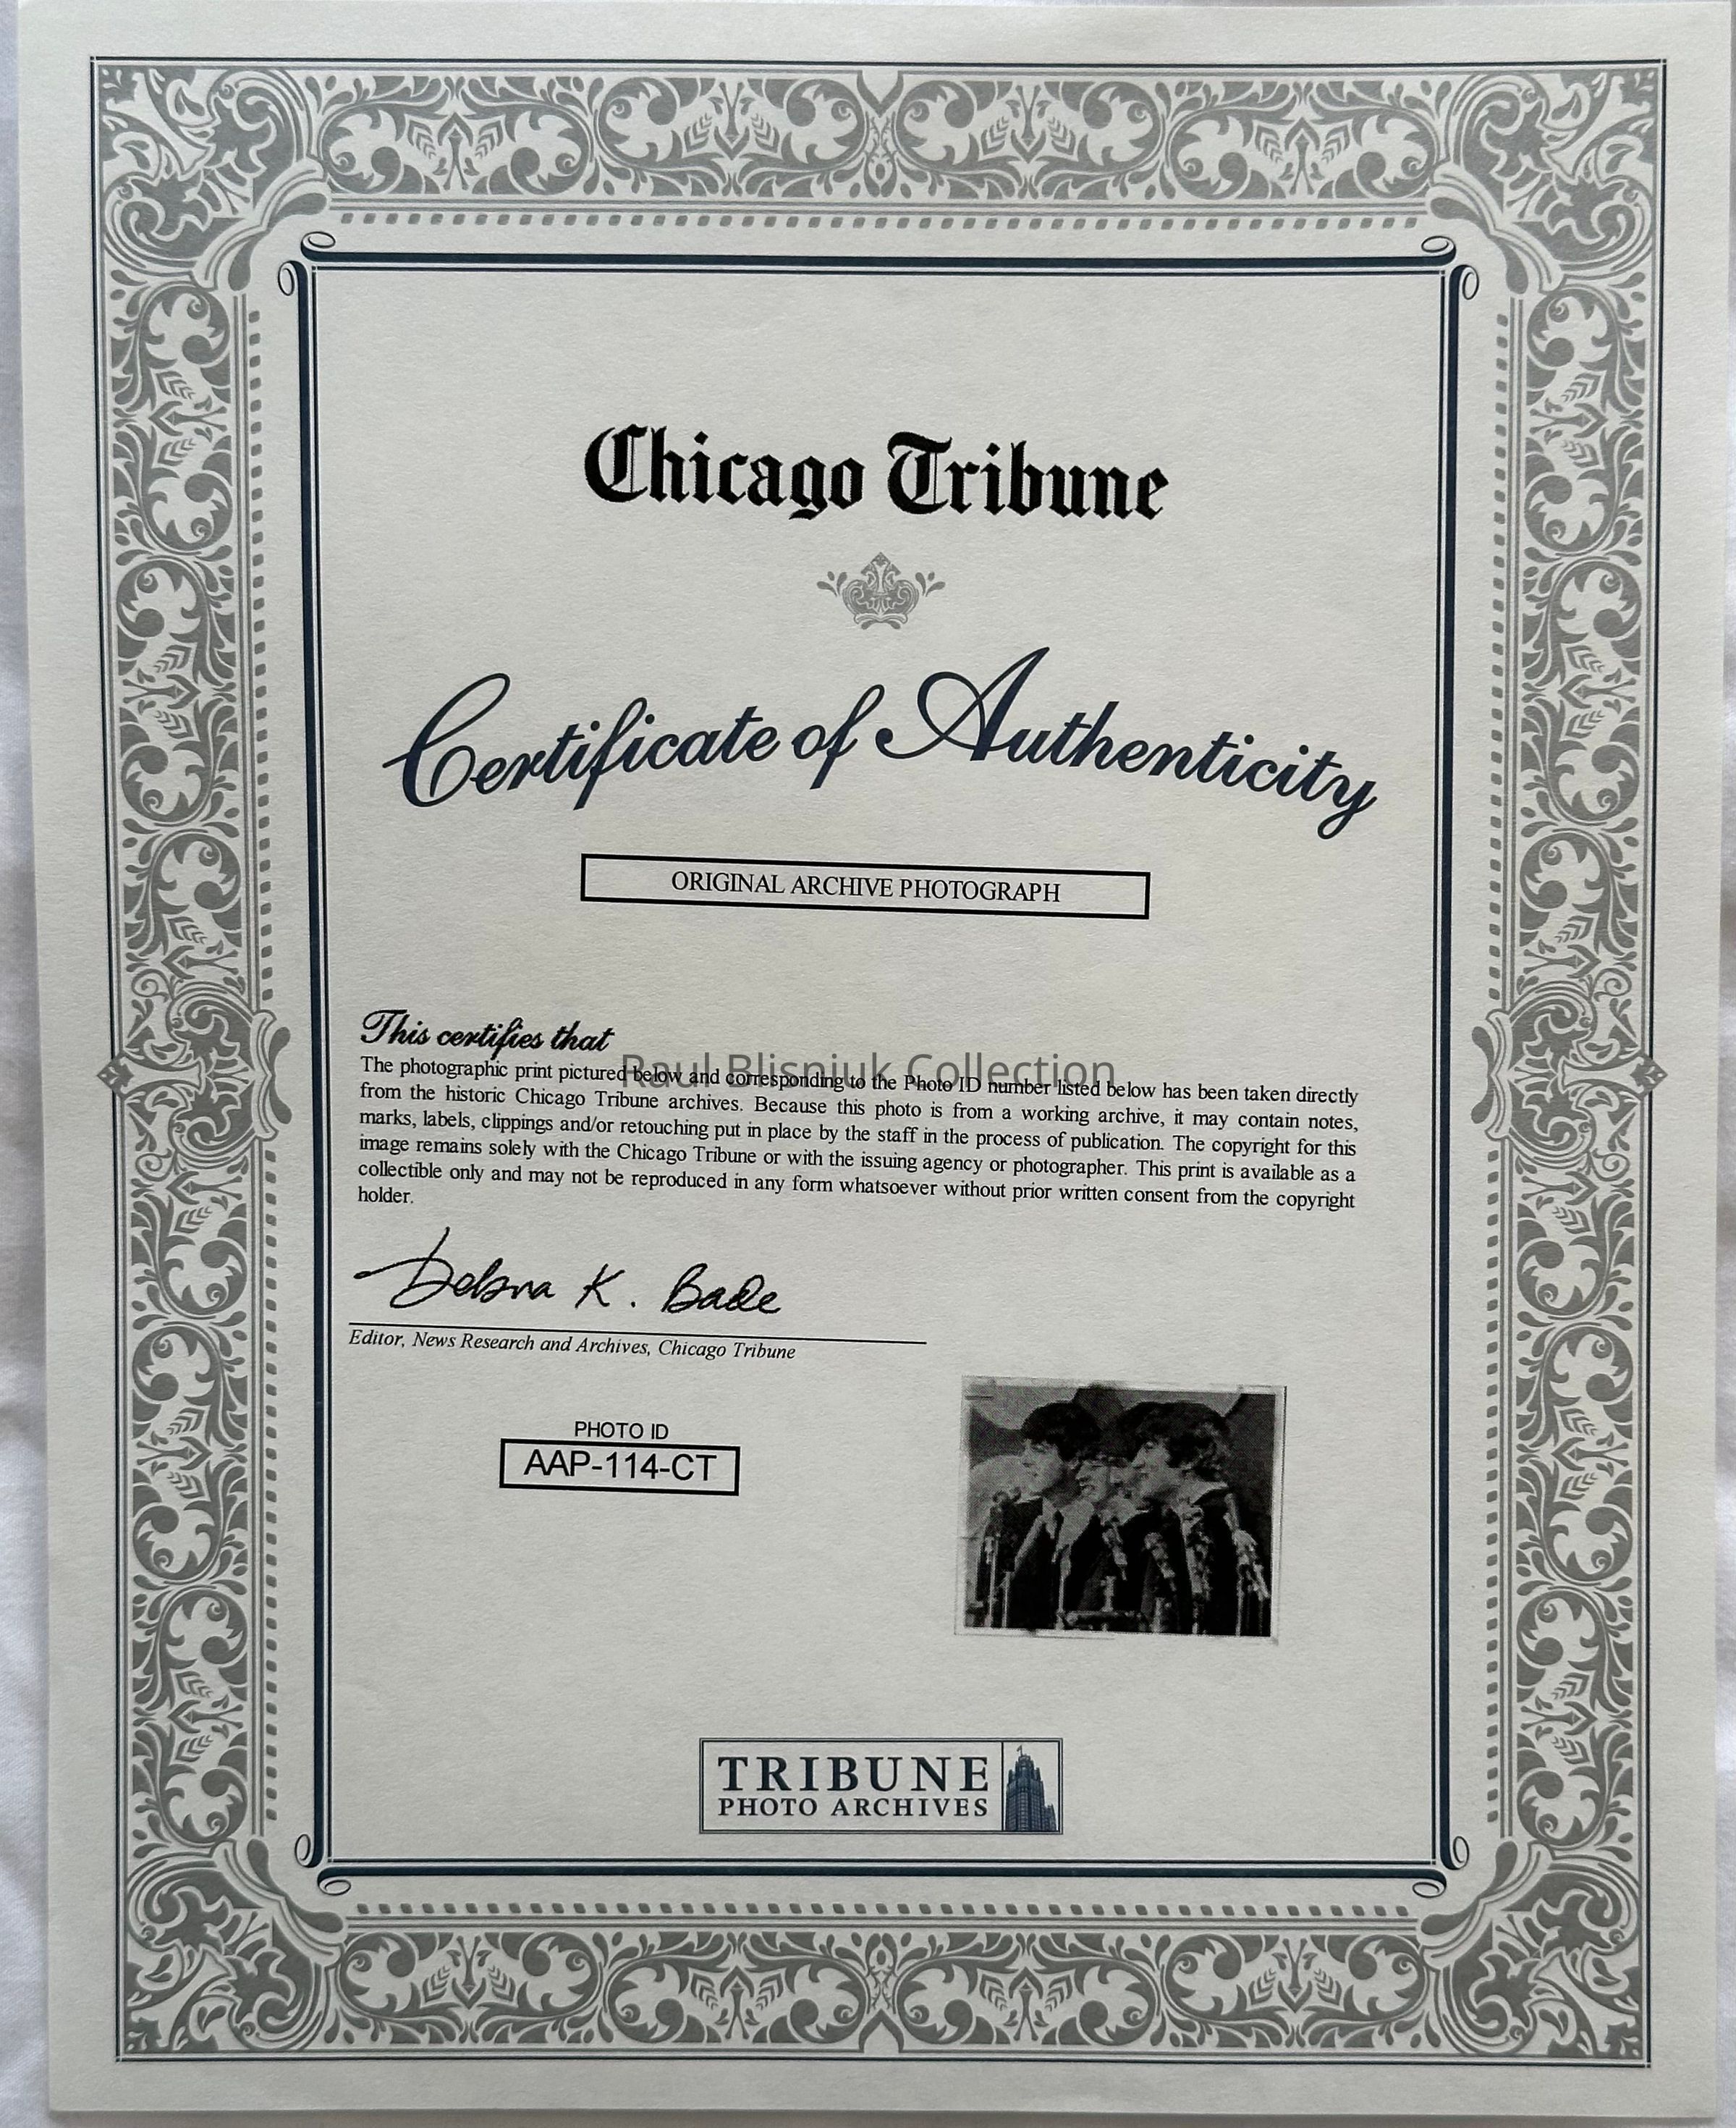 Chicago Tribune
Certificate of Authenticity
ORIGINAL ARCHIVE PHOTOGRAPH
This certifies that
Raul Blisniuk Collection
The photographic print pictured below and corresponding to the Photo ID number listed below has been taken directly
from the historic Chicago Tribune archives. Because this photo is from a working archive, it may contain notes,
marks, labels, clippings and/or retouching put in place by the staff in the process of publication. The copyright for this
image remains solely with the Chicago Tribune or with the issuing agency or photographer. This print is available as a
collectible only and may not be reproduced in any form whatsoever without prior written consent from the copyright
holder.
Debra K. Bade
Editor, News Research and Archives, Chicago Tribune
PHOTO ID
AAP-114-CT
TRIBUNE
PHOTO ARCHIVES